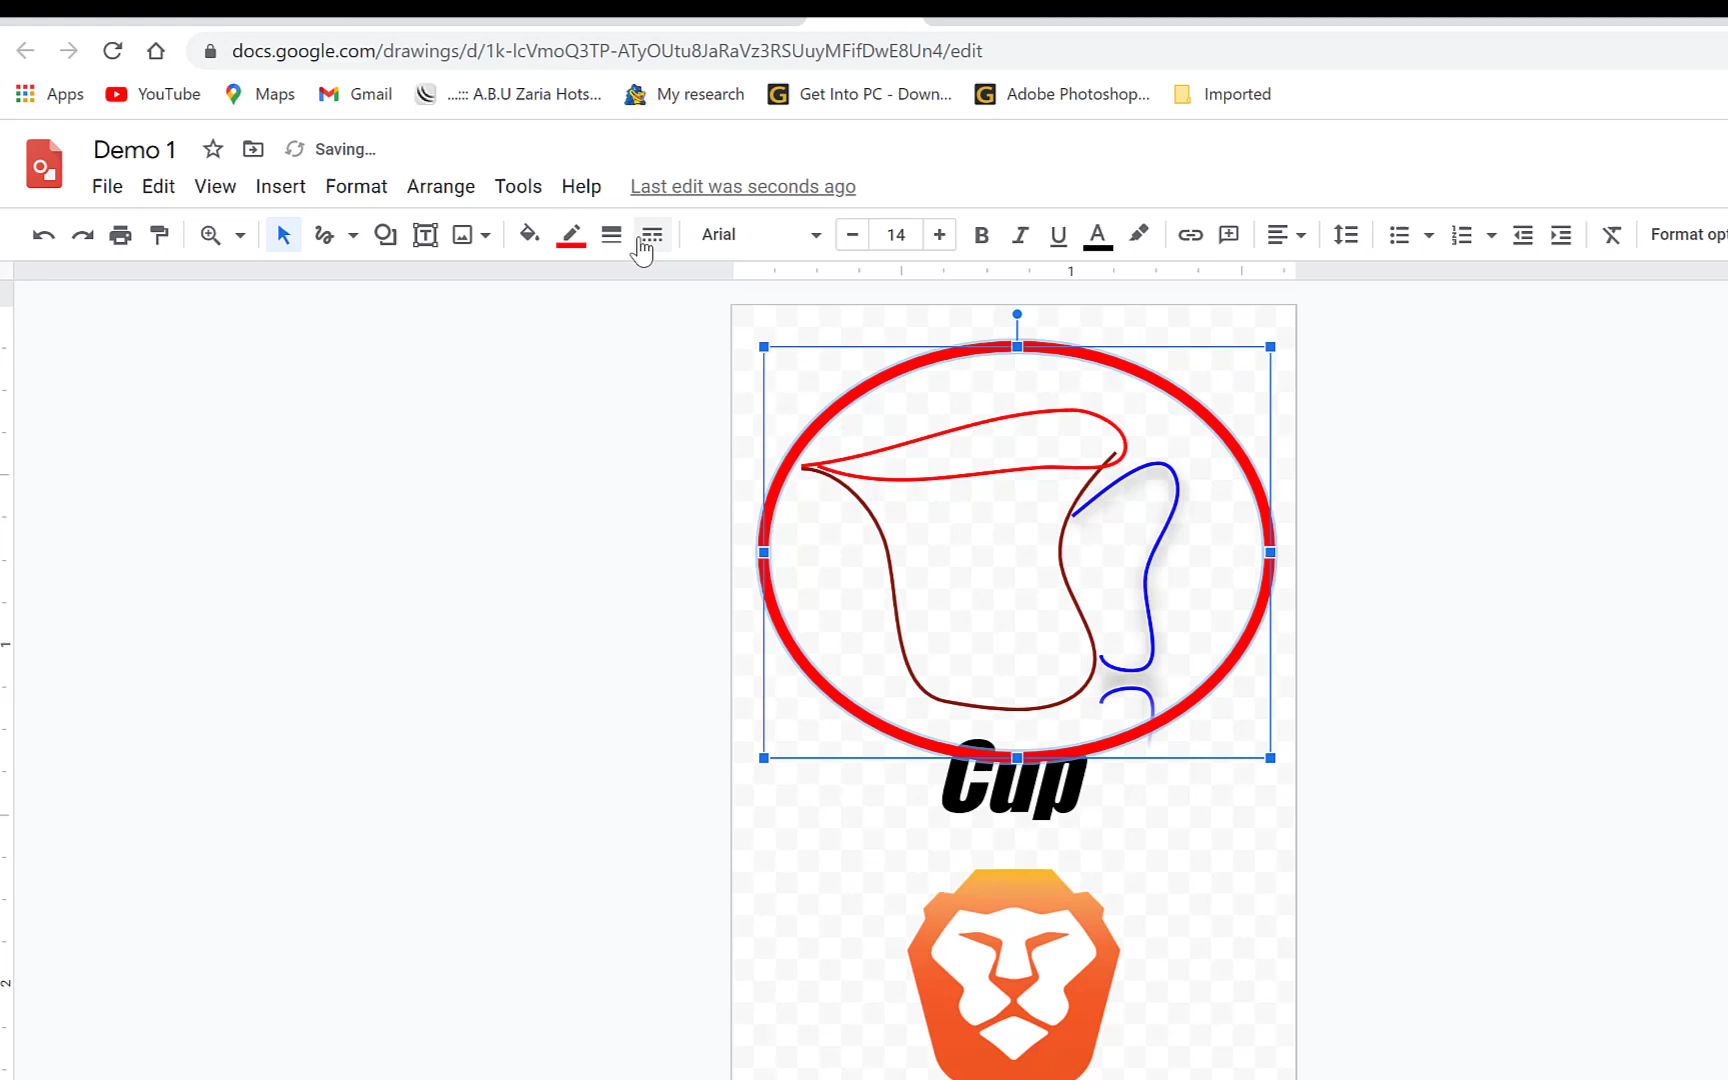 docs.google.com/drawings/d/1k-lcVmoQ3TP-ATyOUtu8JaRaVz3RSUuyMFifDwE8Un4/edit
Apps YouTube Maps Gmail ...::: A.B.U Zaria Hots... My research Get Into PC - Down... Adobe Photoshop... Imported
Demo 1 Saving...
File Edit View Insert Format Arrange Tools Help Last edit was seconds ago
Arial 14 Format opt
1
1
2
Cup